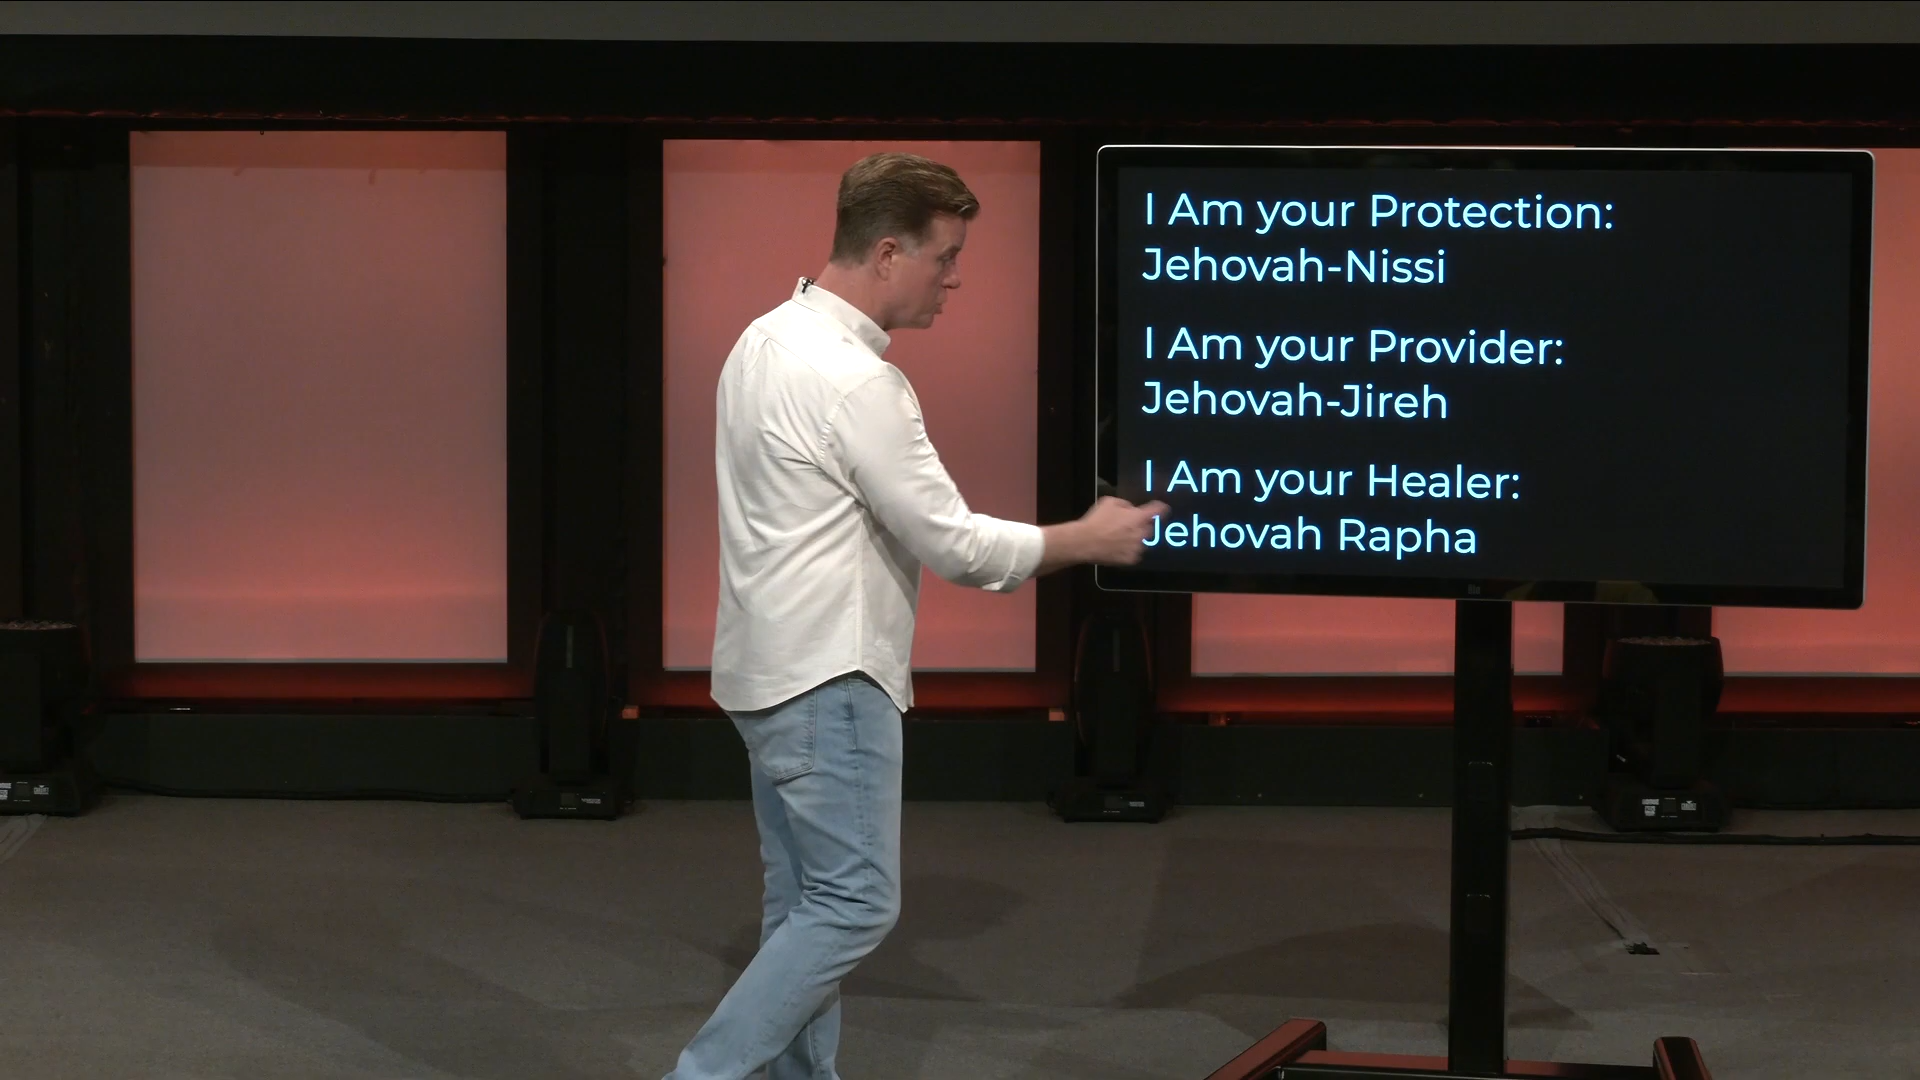 I Am your Protection:
Jehovah-Nissi
I Am your Provider:
Jehovah-Jireh
I Am your Healer:
Jehovah Rapha